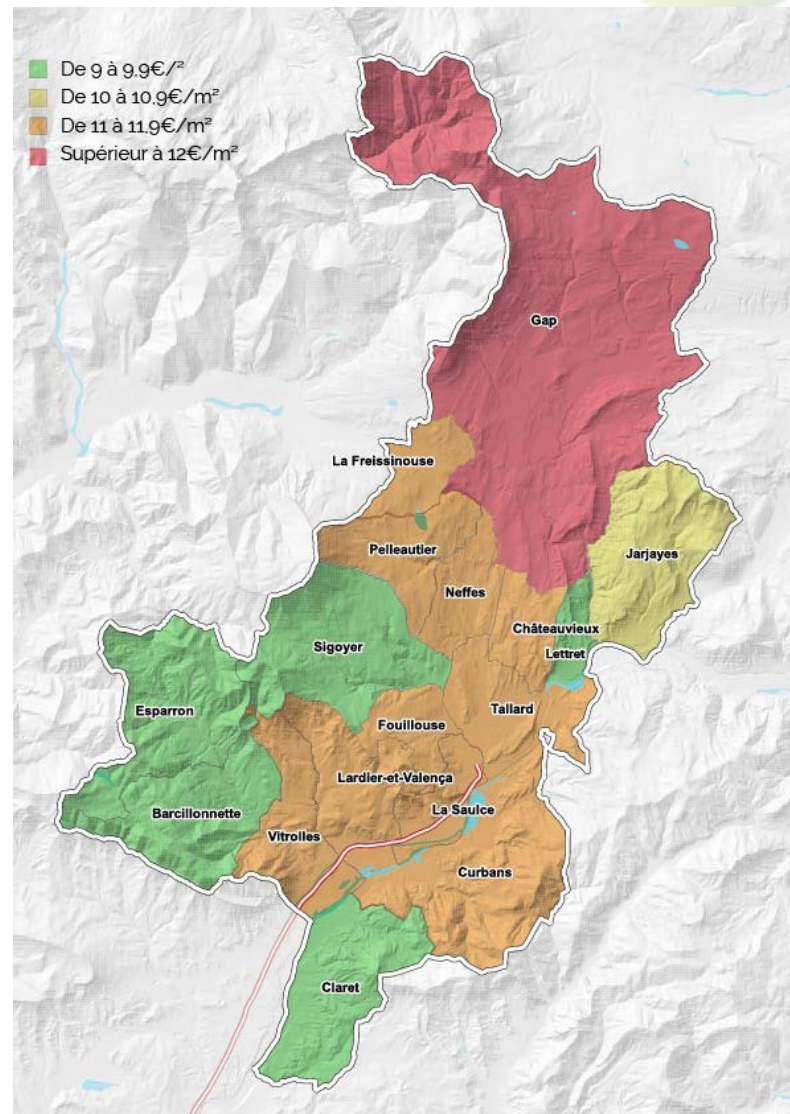 De 9 à 9,9€/²
De 10 à 10,9€/m²
De 11 à 11,9€/m²
Supérieur à 12€/m²
Gap
La Freissinouse
Pelleautier
Jarjayes
Neffes
Châteauvieux
Sigoyer
Lettret
Esparron
Tallard
Fouillouse
Lardier-et-Valença
Barcillonnette
La Saulce
Vitrolles
Curbans
Claret